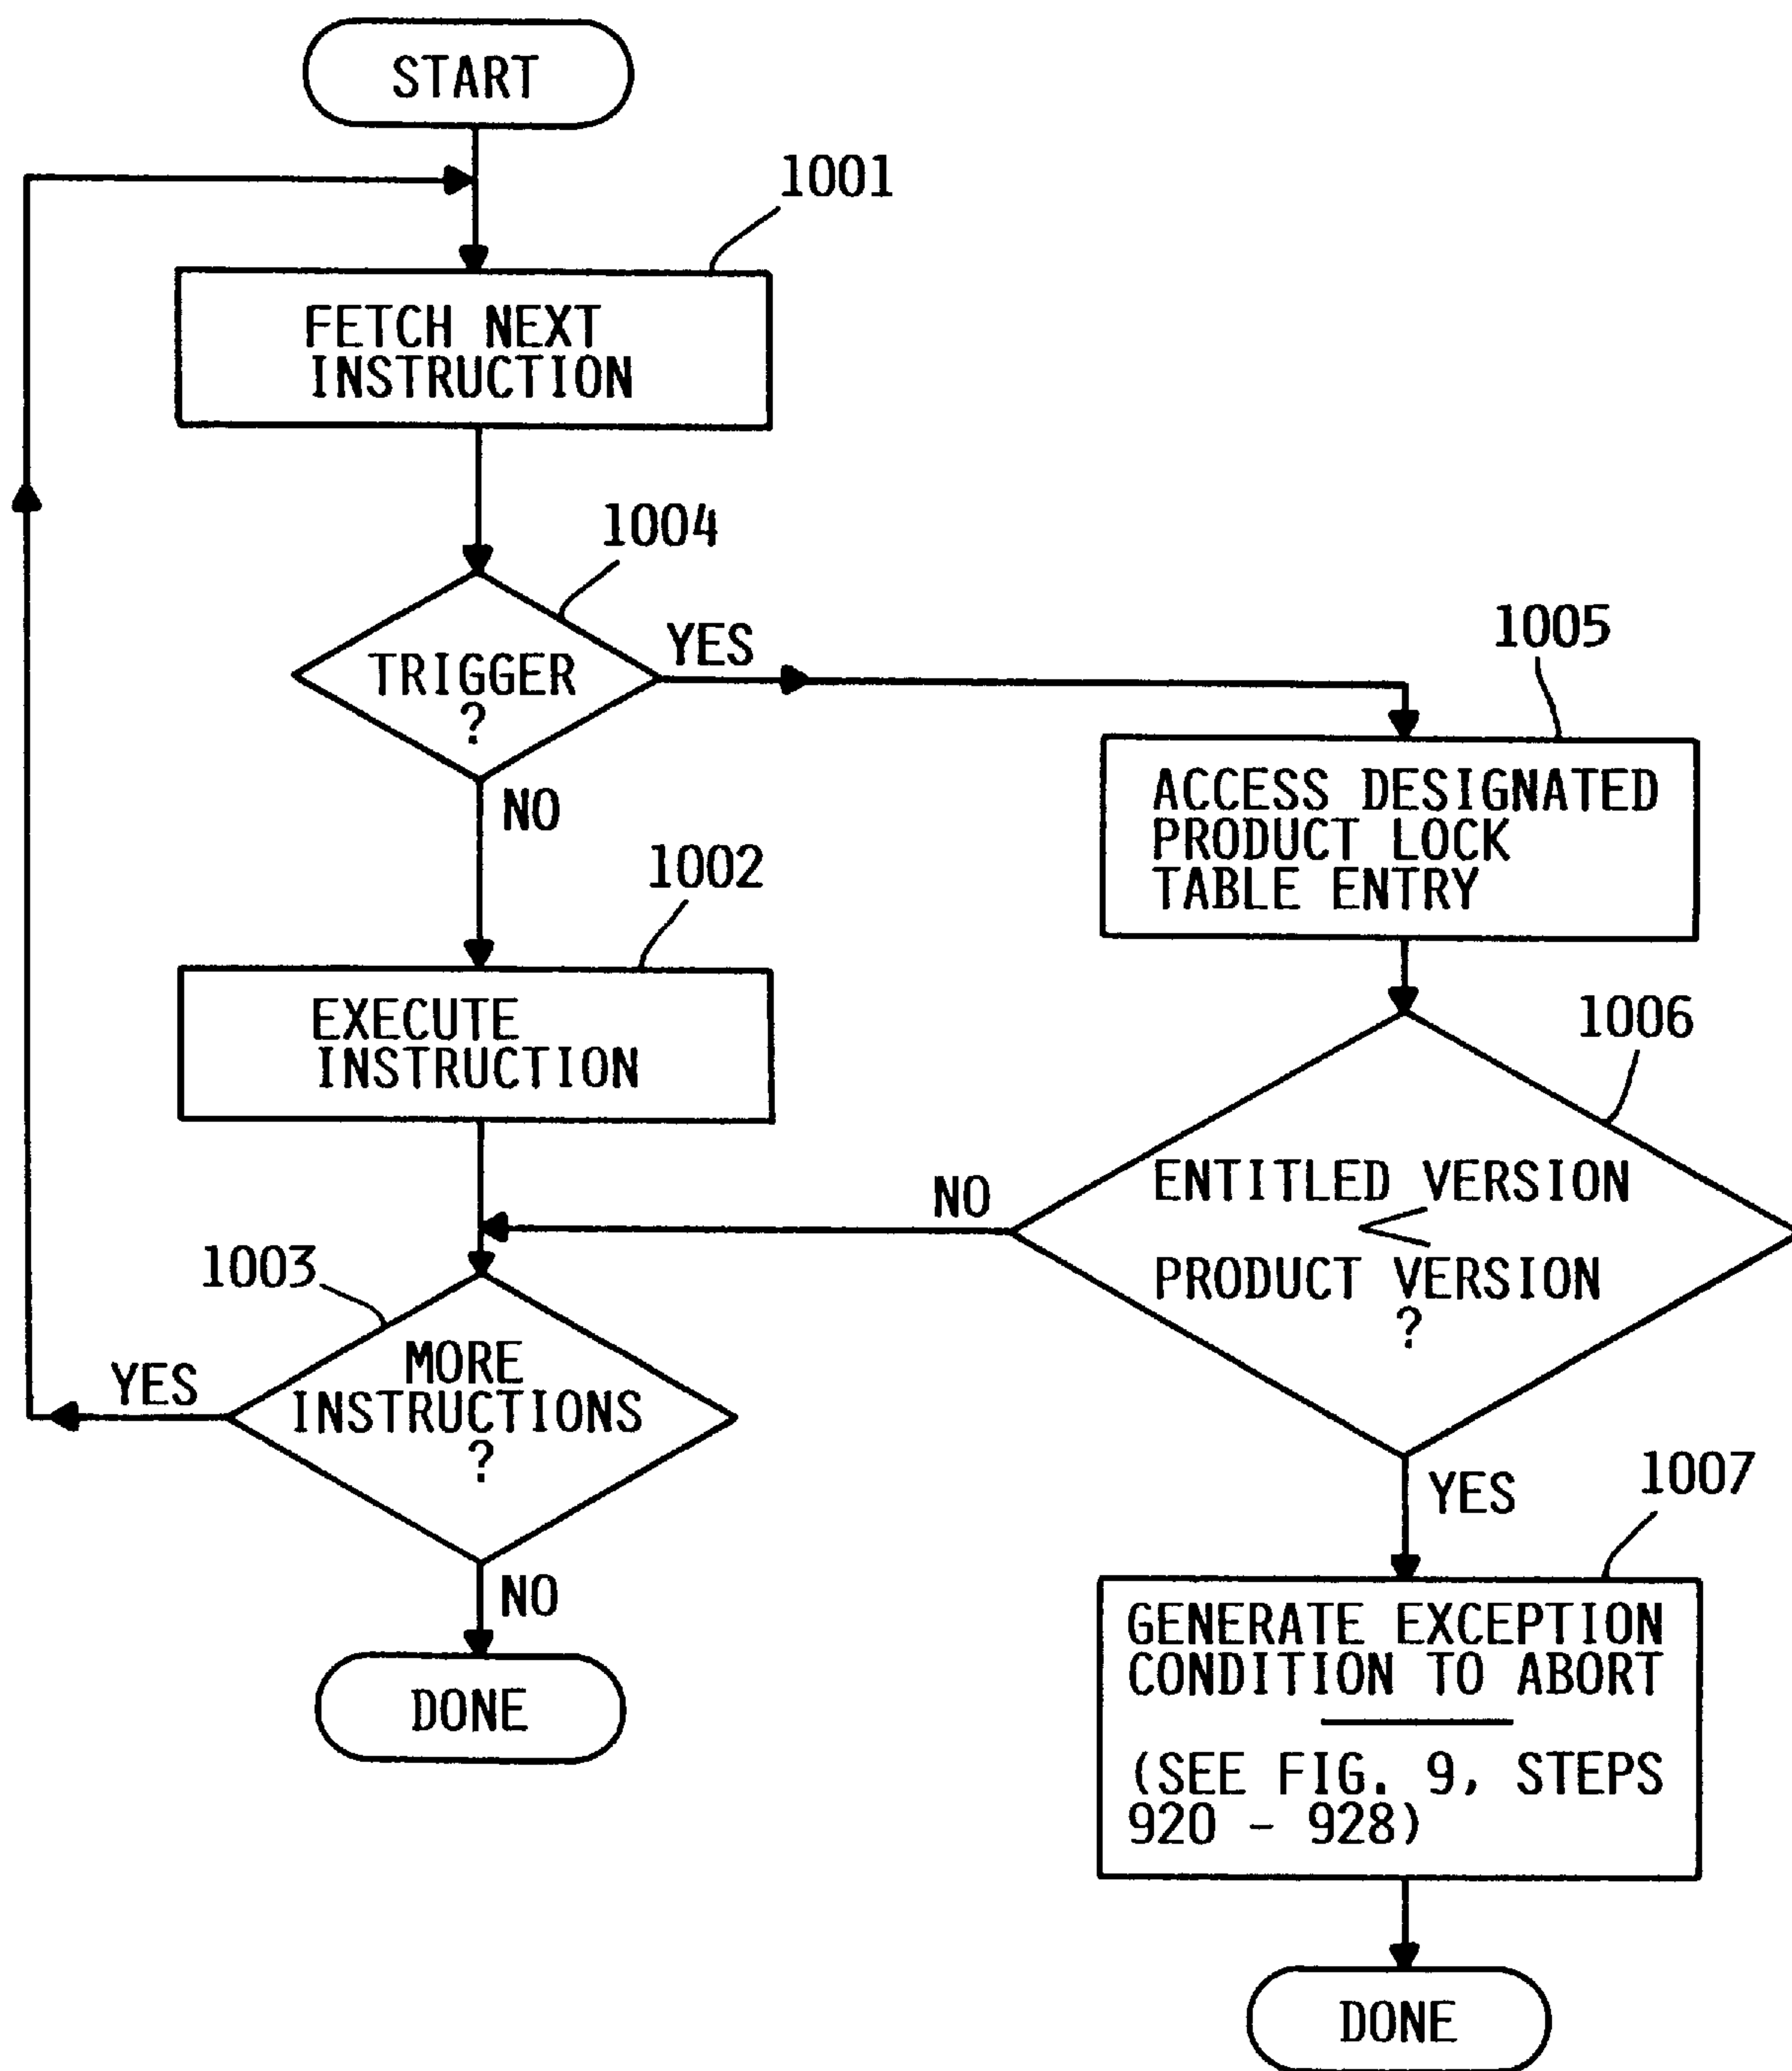 START
1001
FETCH NEXT
INSTRUCTION
1004
TRIGGER
?
YES
NO
1005
ACCESS DESIGNATED
PRODUCT LOCK
TABLE ENTRY
1002
EXECUTE
INSTRUCTION
1006
ENTITLED VERSION
<
PRODUCT VERSION
?
NO
YES
1003
MORE
INSTRUCTIONS
?
YES
NO
DONE
1007
GENERATE EXCEPTION
CONDITION TO ABORT
(SEE FIG. 9, STEPS
920 - 928)
DONE